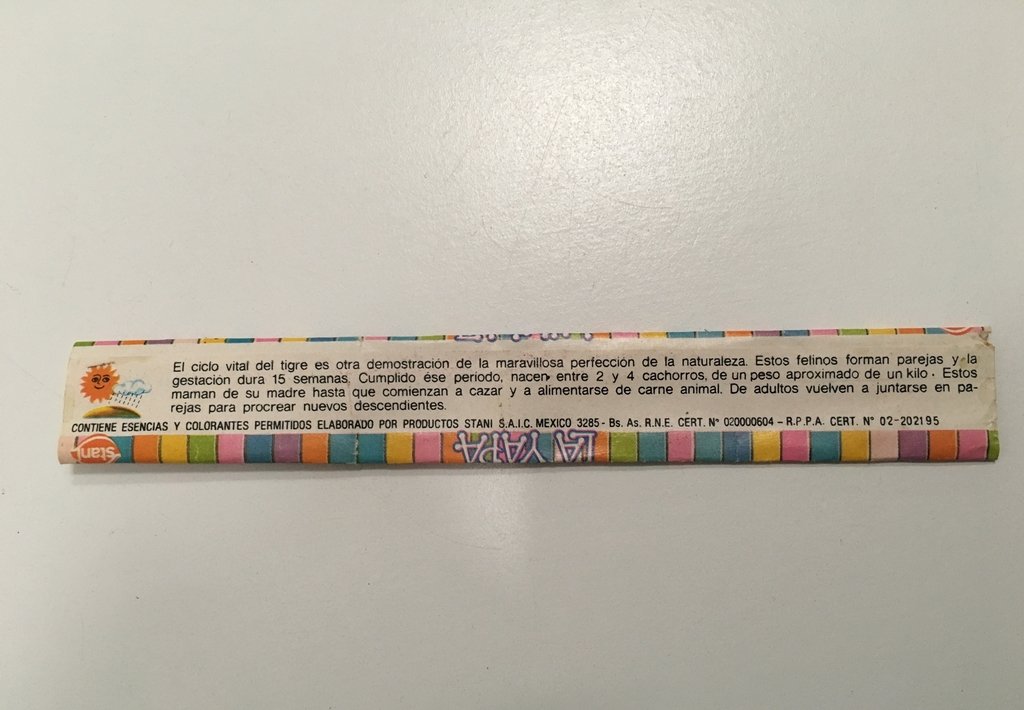 El ciclo vital del tigre es otra demostración de la maravillosa perfección de la naturaleza. Estos felinos forman parejas y la
gestación dura 15 semanas. Cumplido ése período, nacen entre 2 y 4 cachorros, de un peso aproximado de un kilo. Estos
maman de su madre hasta que comienzan a cazar y a alimentarse de carne animal. De adultos vuelven a juntarse en pa-
rejas para procrear nuevos descendientes.
CONTIENE ESENCIAS Y COLORANTES PERMITIDOS ELABORADO POR PRODUCTOS STANI S.A.I.C. MEXICO 3285 - Bs. As. R.N.E. CERT. N° 020000604 - R.P.P.A. CERT. N° 02-202195
stani
LA YAPA